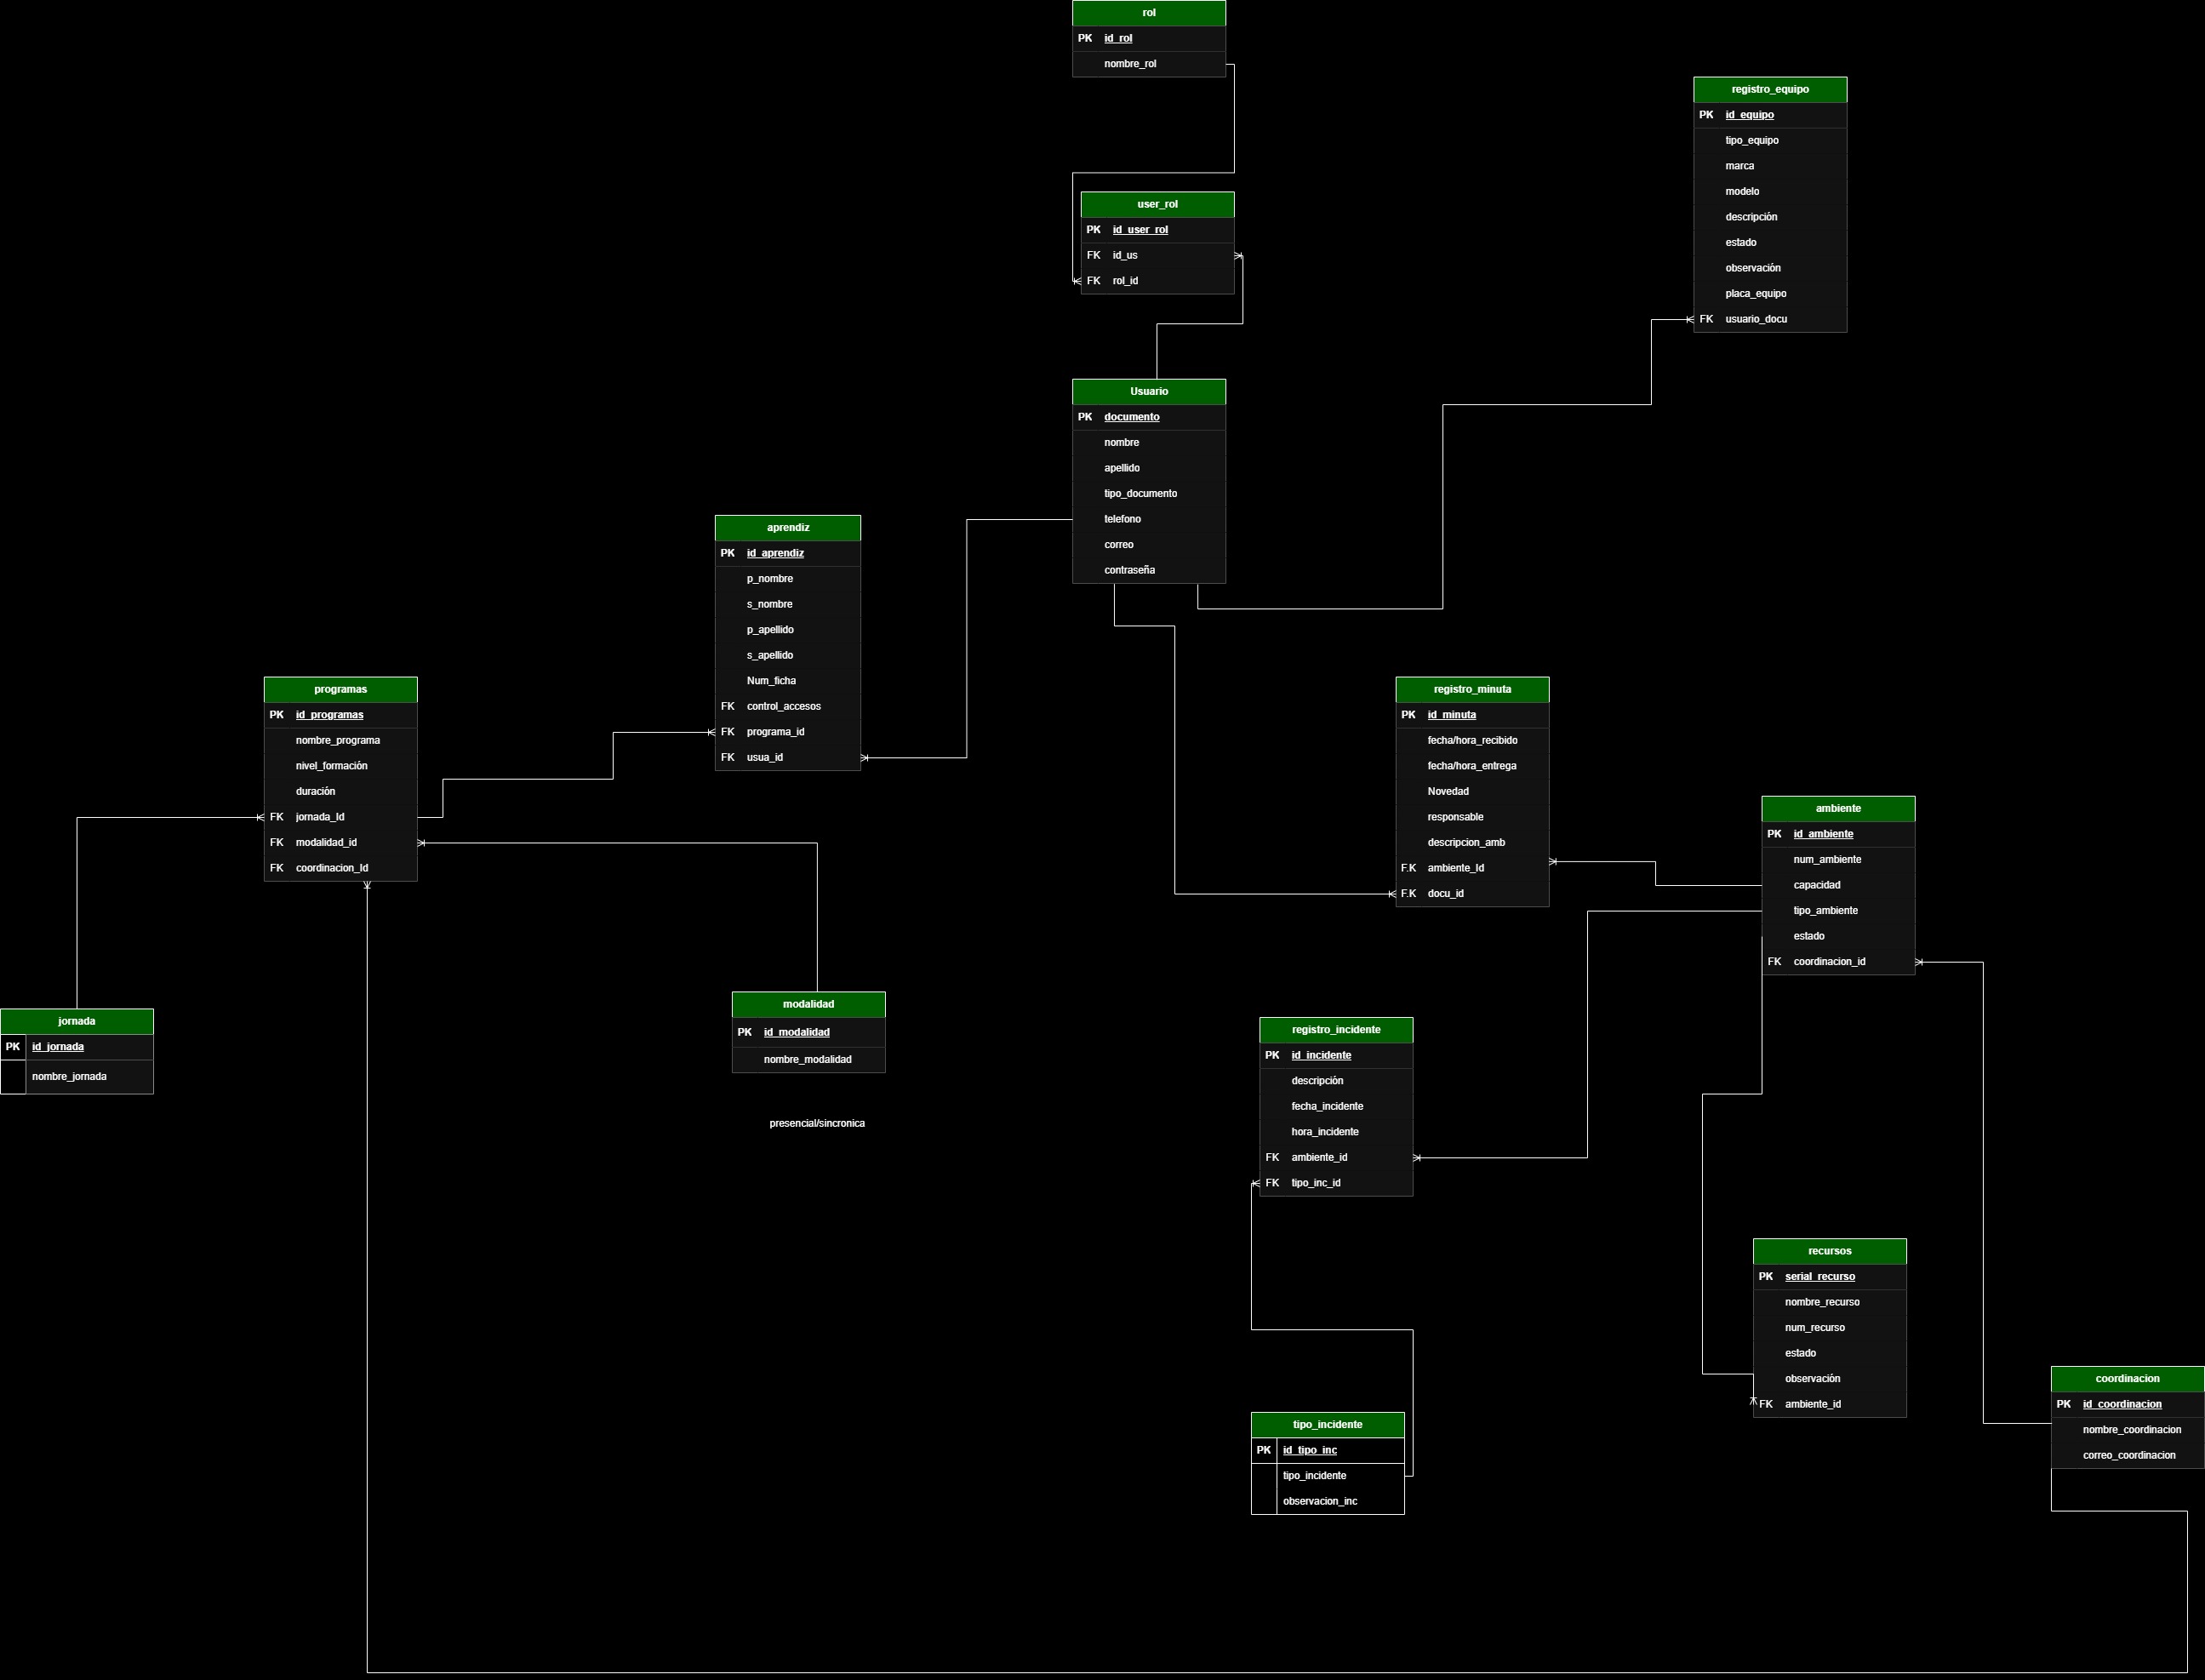 rol
PK id_rol
nombre_rol
registro_equipo
PK id_equipo
tipo_equipo
marca
modelo
descripción
estado
observación
placa_equipo
FK usuario_docu
user_rol
PK id_user_rol
FK id_us
FK rol_id
Usuario
PK documento
nombre
apellido
tipo_documento
telefono
correo
contraseña
aprendiz
PK id_aprendiz
p_nombre
s_nombre
p_apellido
s_apellido
Num_ficha
FK control_accesos
FK programa_id
FK usua_id
programas
PK id_programas
nombre_programa
nivel_formación
duración
FK jornada_Id
FK modalidad_id
FK coordinacion_Id
registro_minuta
PK id_minuta
fecha/hora_recibido
fecha/hora_entrega
Novedad
responsable
descripcion_amb
F.K ambiente_Id
F.K docu_id
ambiente
PK id_ambiente
num_ambiente
capacidad
tipo_ambiente
estado
FK coordinacion_id
jornada
PK id_jornada
nombre_jornada
modalidad
PK id_modalidad
nombre_modalidad
presencial/sincronica
registro_incidente
PK id_incidente
descripción
fecha_incidente
hora_incidente
FK ambiente_id
FK tipo_inc_id
recursos
PK serial_recurso
nombre_recurso
num_recurso
estado
observación
FK ambiente_id
tipo_incidente
PK id_tipo_inc
tipo_incidente
observacion_inc
coordinacion
PK id_coordinacion
nombre_coordinacion
correo_coordinacion